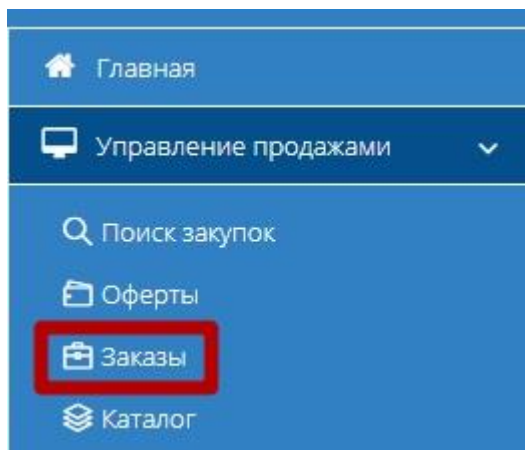 Главная
Управление продажами
Поиск закупок
Оферты
Заказы
Каталог